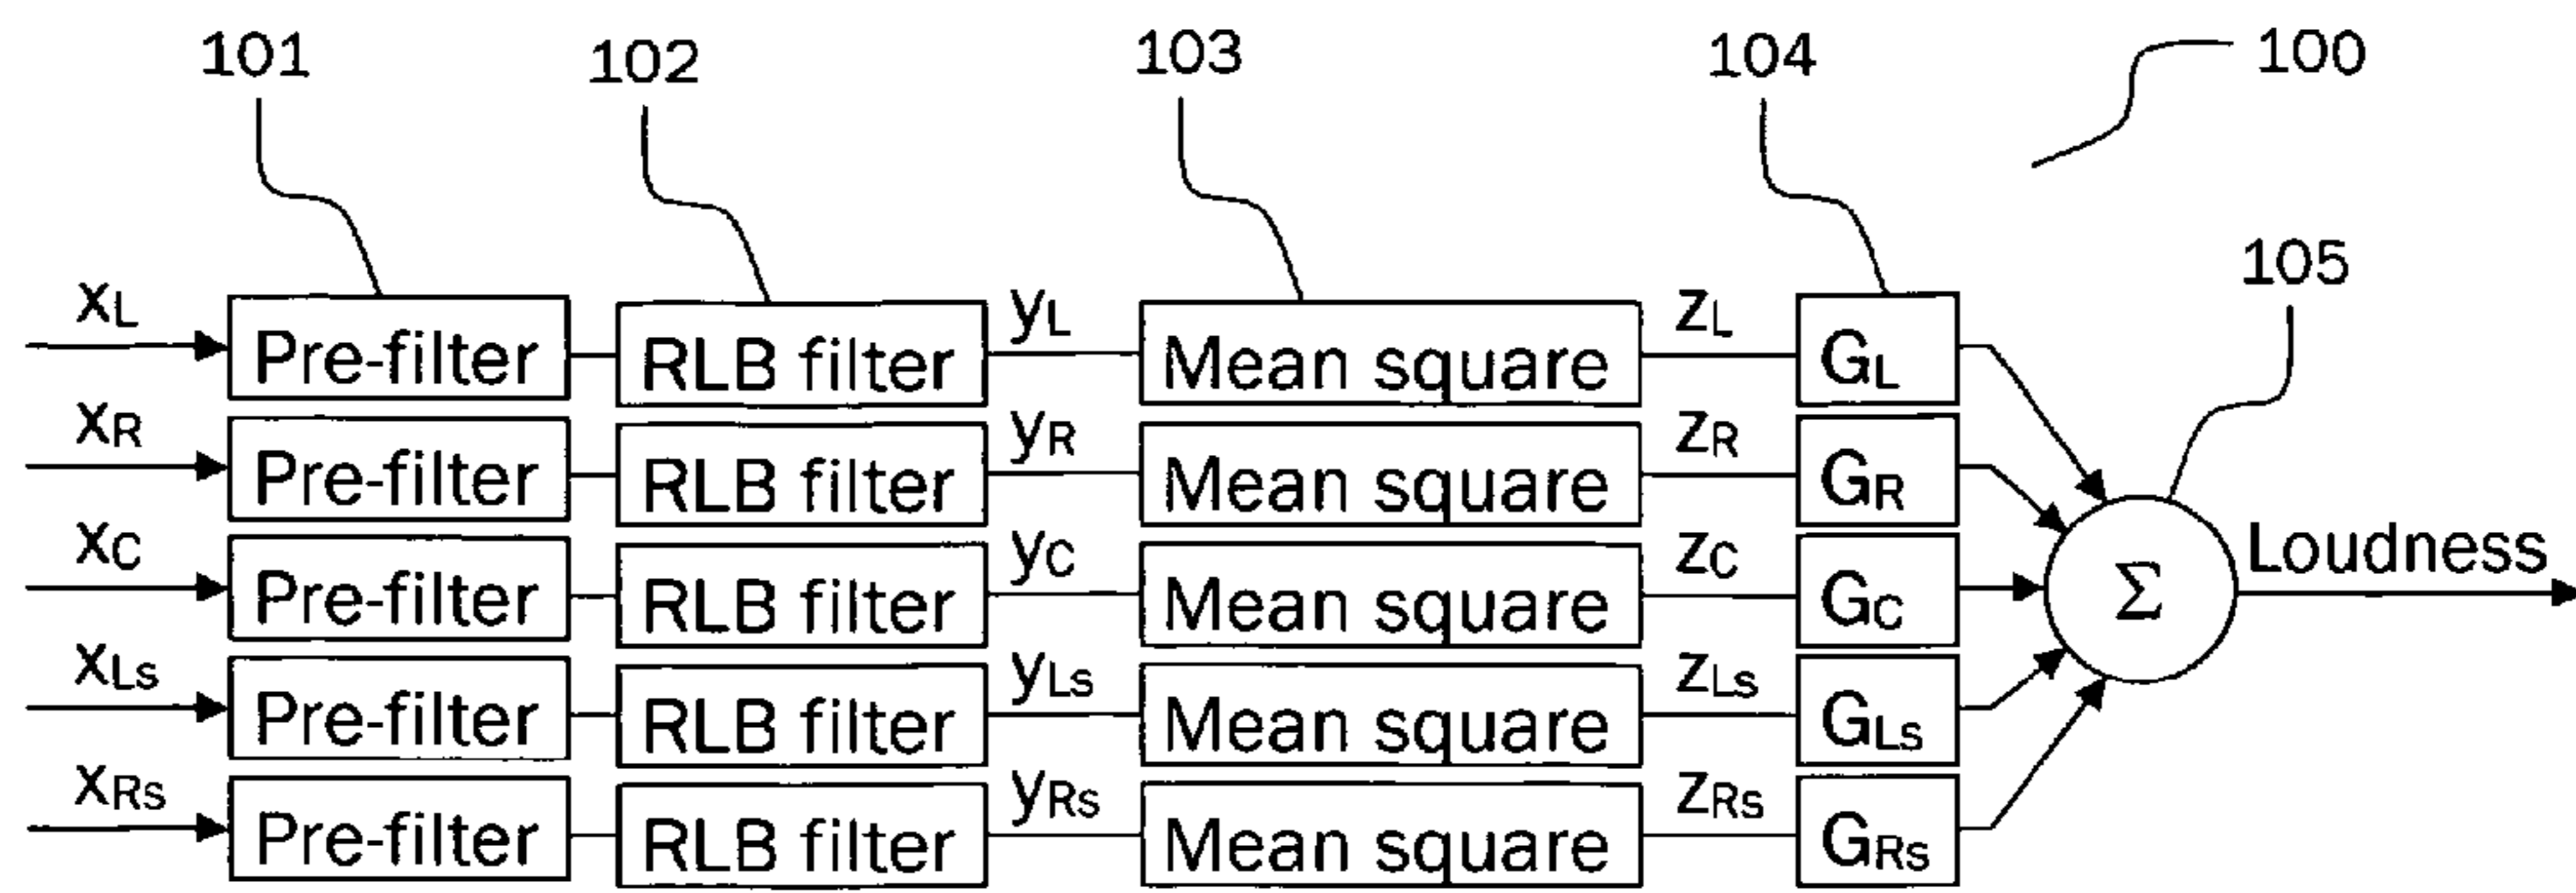 101 102 103 104 100
105
xL Pre-filter RLB filter yL Mean square zL GL
xR Pre-filter RLB filter yR Mean square zR GR
xC Pre-filter RLB filter yC Mean square zC GC Σ Loudness
xLs Pre-filter RLB filter yLs Mean square zLs GLs
xRs Pre-filter RLB filter yRs Mean square zRs GRs